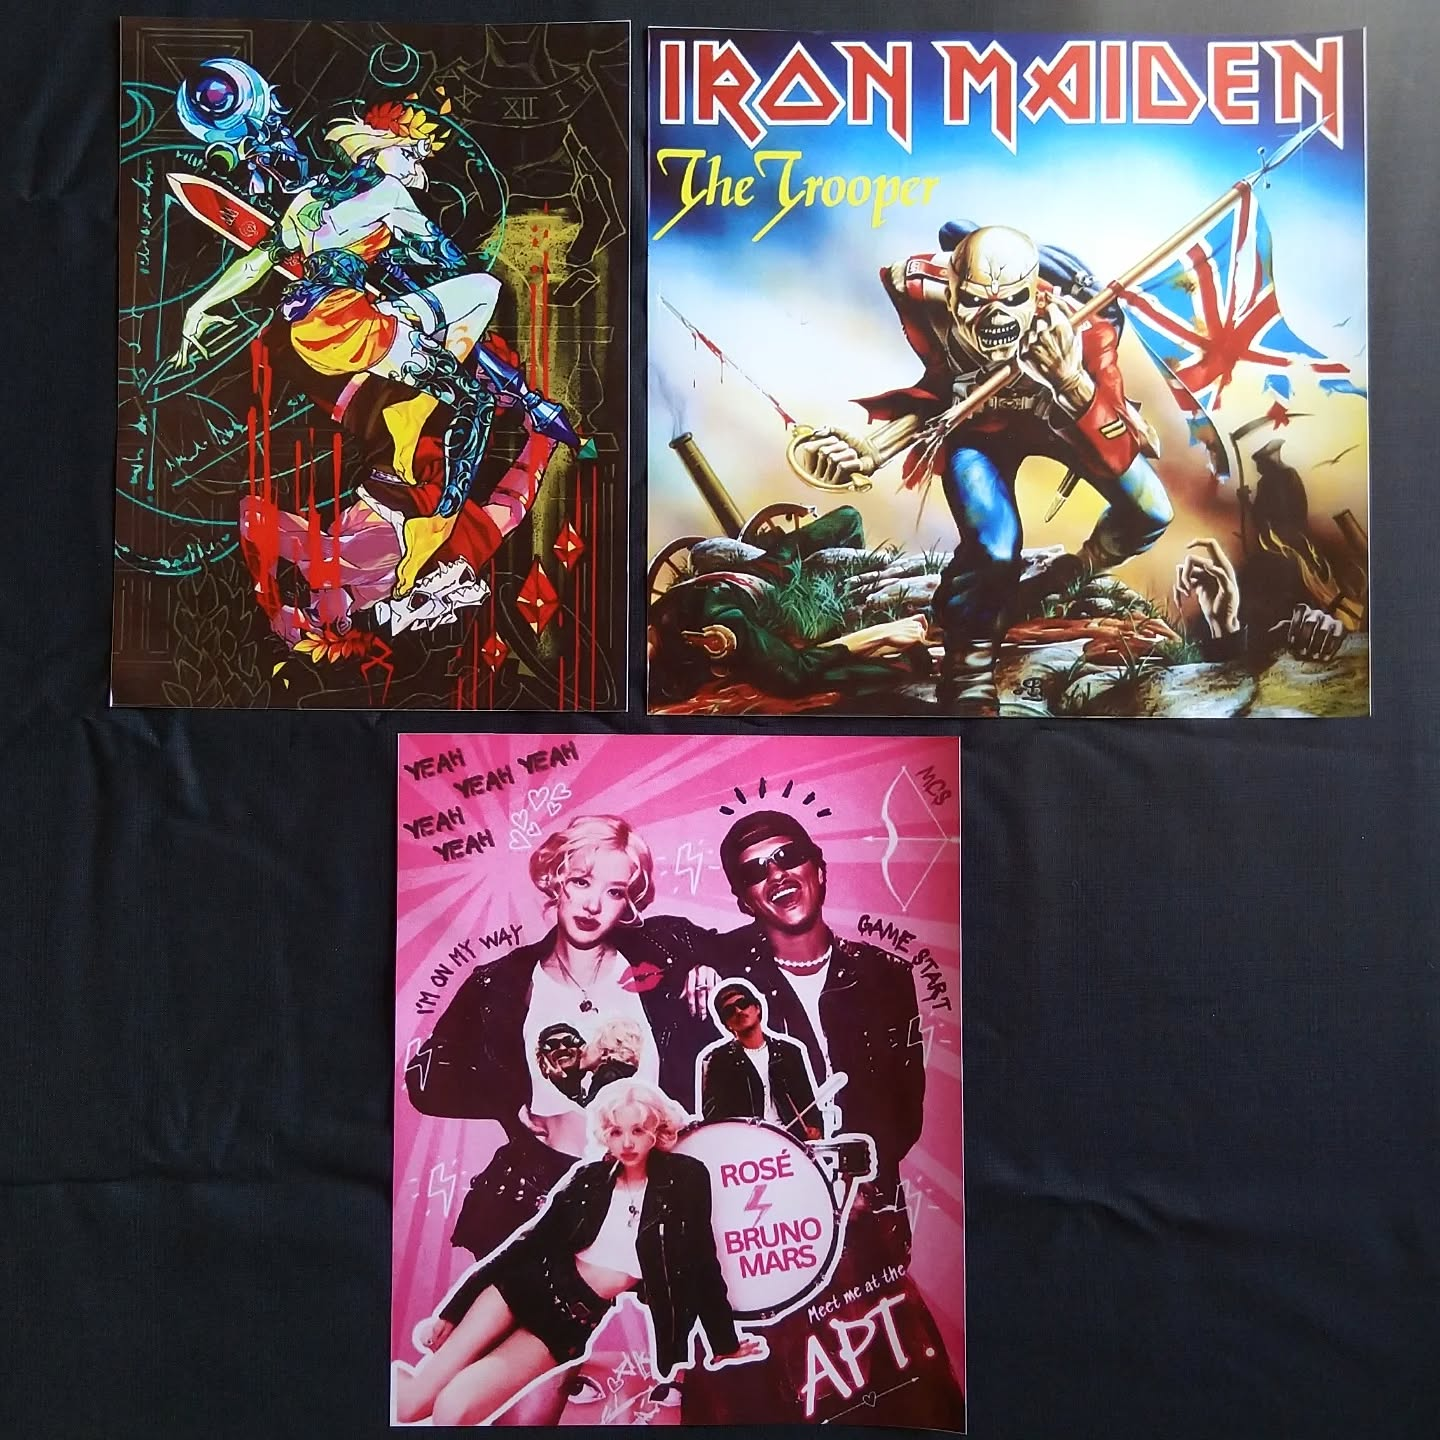 XII I II
IRON MAIDEN
The Trooper
YEAH
YEAH YEAH
YEAH
YEAH
MCS
I'M ON MY WAY
GAME START
ROSÉ
BRUNO
MARS
Meet me at the
APT.